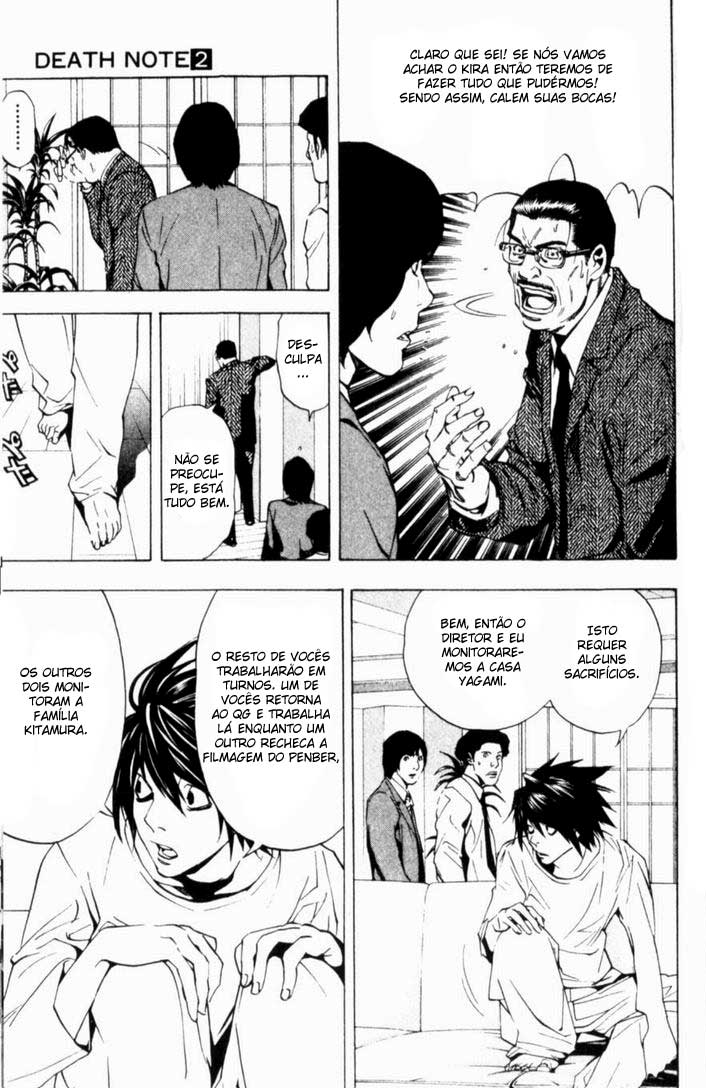 DEATH NOTE 2
CLARO QUE SEI! SE NÓS VAMOS
ACHAR O KIRA ENTÃO TEREMOS DE
FAZER TUDO QUE PUDÉRMOS!
SENDO ASSIM, CALEM SUAS BOCAS!
.........
DES-
CULPA
...
NÃO SE
PREOCU-
PE, ESTÁ
TUDO BEM.
ISTO
REQUER
ALGUNS
SACRIFÍCIOS.
BEM, ENTÃO O
DIRETOR E EU
MONITORARE-
MOS A CASA
YAGAMI.
O RESTO DE VOCÊS
TRABALHARÃO EM
TURNOS. UM DE
VOCÊS RETORNA
AO QG E TRABALHA
LÁ ENQUANTO UM
OUTRO RECHECA A
FILMAGEM DO PENBER,
OS OUTROS
DOIS MONI-
TORAM A
FAMÍLIA
KITAMURA.